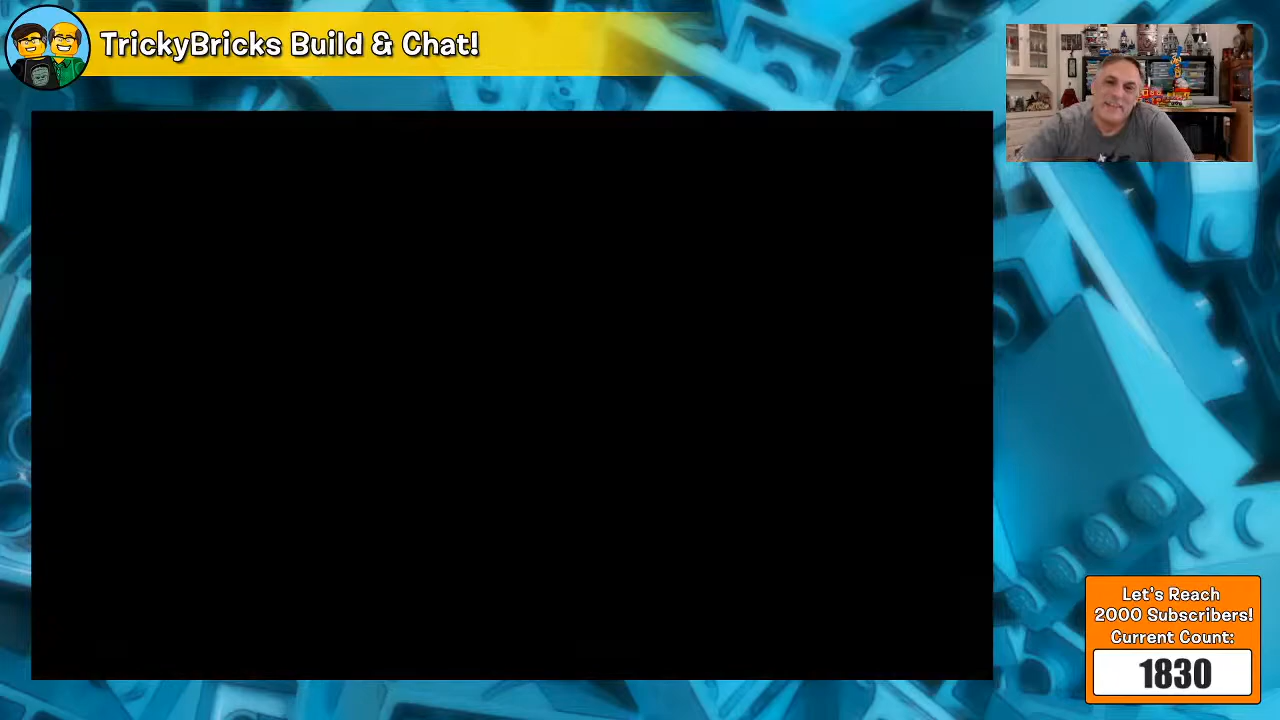 TrickyBricks Build & Chat!
Let's Reach
2000 Subscribers!
Current Count:
1830